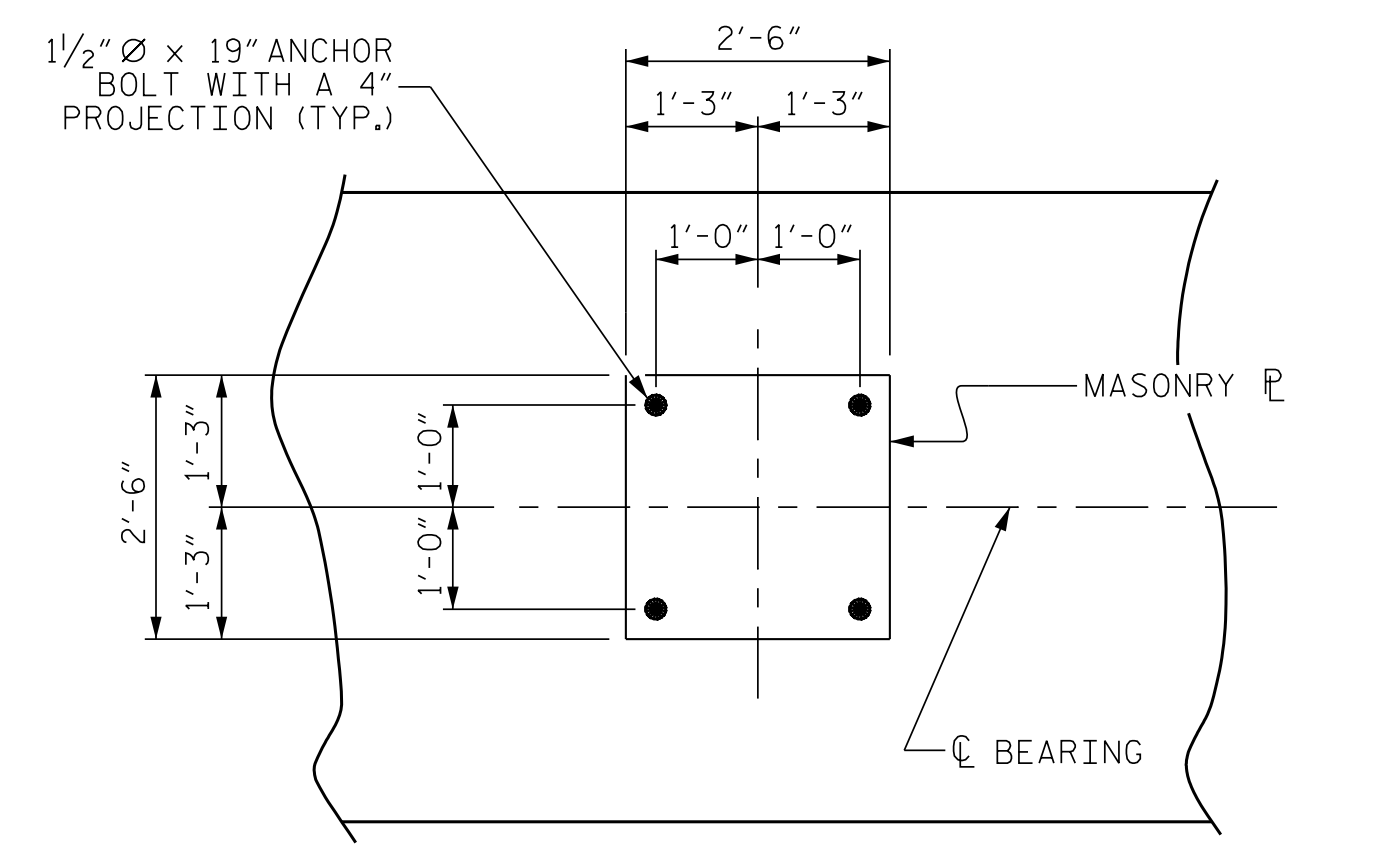 1½"Ø x 19" ANCHOR
BOLT WITH A 4"
PROJECTION (TYP.)
2'-6"
1'-3" 1'-3"
1'-0" 1'-0"
MASONRY ⅊
2'-6"
1'-3"
1'-3"
1'-0"
1'-0"
℄ BEARING